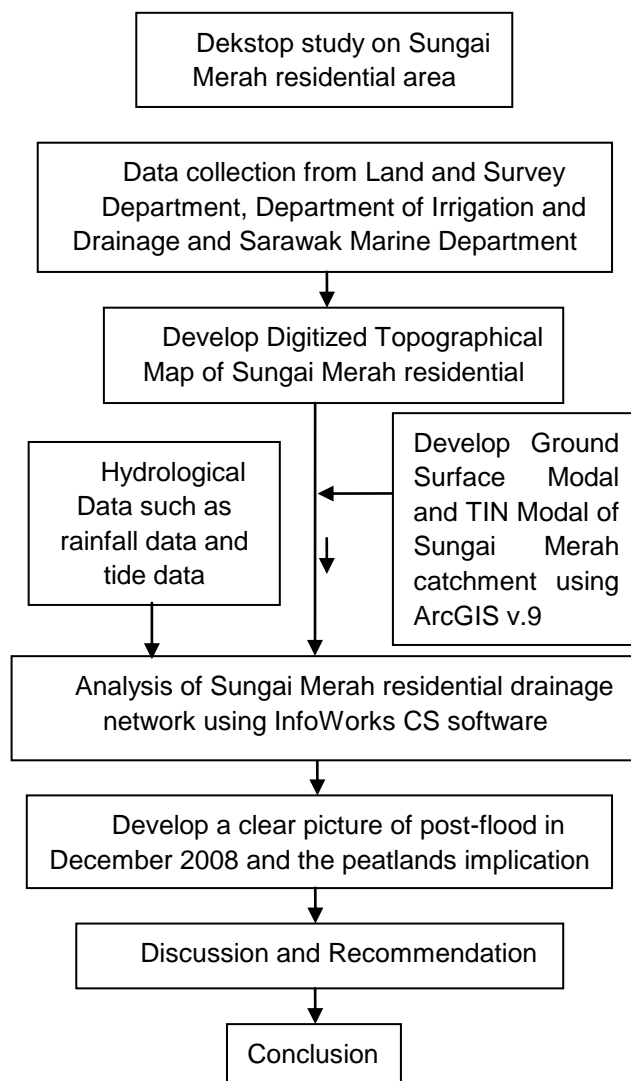 Dekstop study on Sungai
Merah residential area
Data collection from Land and Survey
Department, Department of Irrigation and
Drainage and Sarawak Marine Department
Develop Digitized Topographical
Map of Sungai Merah residential
Hydrological
Data such as
rainfall data and
tide data
Develop Ground
Surface Modal
and TIN Modal of
Sungai Merah
catchment using
ArcGIS v.9
Analysis of Sungai Merah residential drainage
network using InfoWorks CS software
Develop a clear picture of post-flood in
December 2008 and the peatlands implication
Discussion and Recommendation
Conclusion